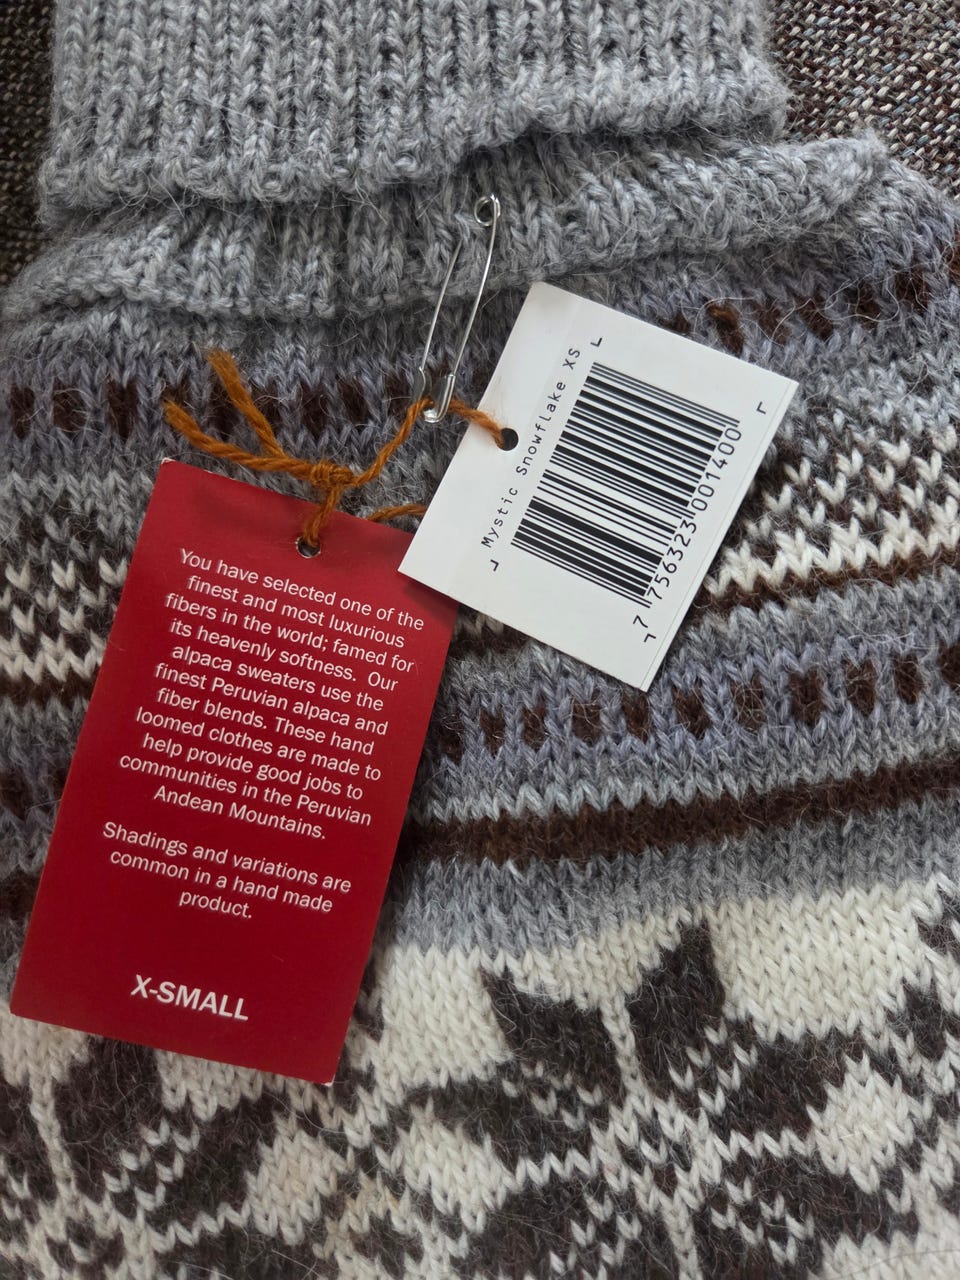 You have selected one of the
finest and most luxurious
fibers in the world; famed for
its heavenly softness. Our
alpaca sweaters use the
finest Peruvian alpaca and
fiber blends. These hand
loomed clothes are made to
help provide good jobs to
communities in the Peruvian
Andean Mountains.
Shadings and variations are
common in a hand made
product.
X-SMALL
Mystic Snowflake XS
7 756323 001400